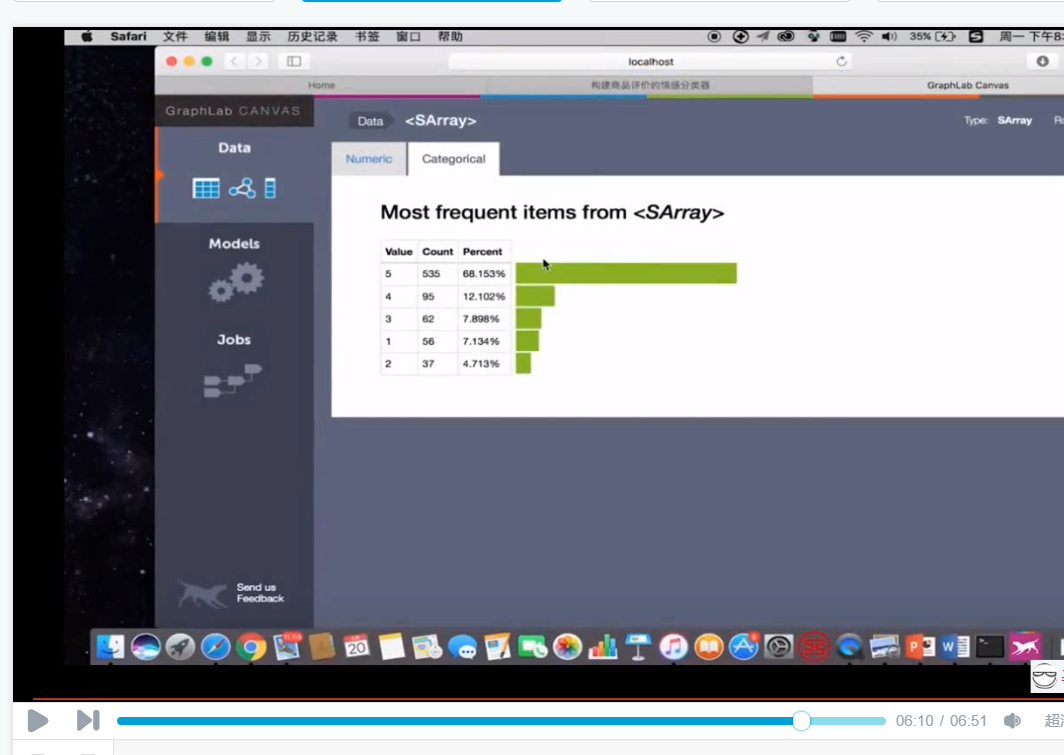 Safari 文件 编辑 显示 历史记录 书签 窗口 帮助 35% 周一 下午8:
localhost
Home 构建商品评价的情感分类器 GraphLab Canvas
GraphLab CANVAS
Data <SArray> Type: SArray
Data
Numeric Categorical
Most frequent items from <SArray>
Models
Value Count Percent
5 535 68.153%
4 95 12.102%
3 62 7.898%
1 56 7.134%
2 37 4.713%
Jobs
Send us
Feedback
20
06:10 / 06:51